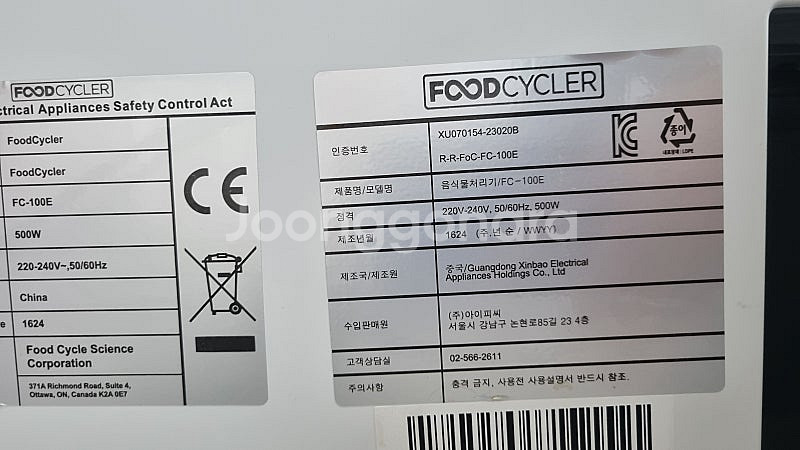 FOODCYCLER
ctrical Appliances Safety Control Act
FoodCycler
FoodCycler
FC-100E
500W
220-240V~,50/60Hz
China
e 1624
Food Cycle Science
Corporation
371A Richmond Road, Suite 4,
Ottawa, ON, Canada K2A 0E7
CE
FOODCYCLER
인증번호
XU070154-23020B
R-R-FoC-FC-100E
종이
제품명/모델명 음식물처리기/FC-100E
정격 220V-240V, 50/60Hz, 500W
제조년월 1624 (주,년 순 / WWYY)
제조국/제조원
중국/Guangdong Xinbao Electrical
Appliances Holdings Co., Ltd
수입판매원
(주)아이피씨
서울시 강남구 논현로85길 23 4층
고객상담실 02-566-2611
주의사항 충격 금지, 사용전 사용설명서 반드시 참조.
Joonggonara